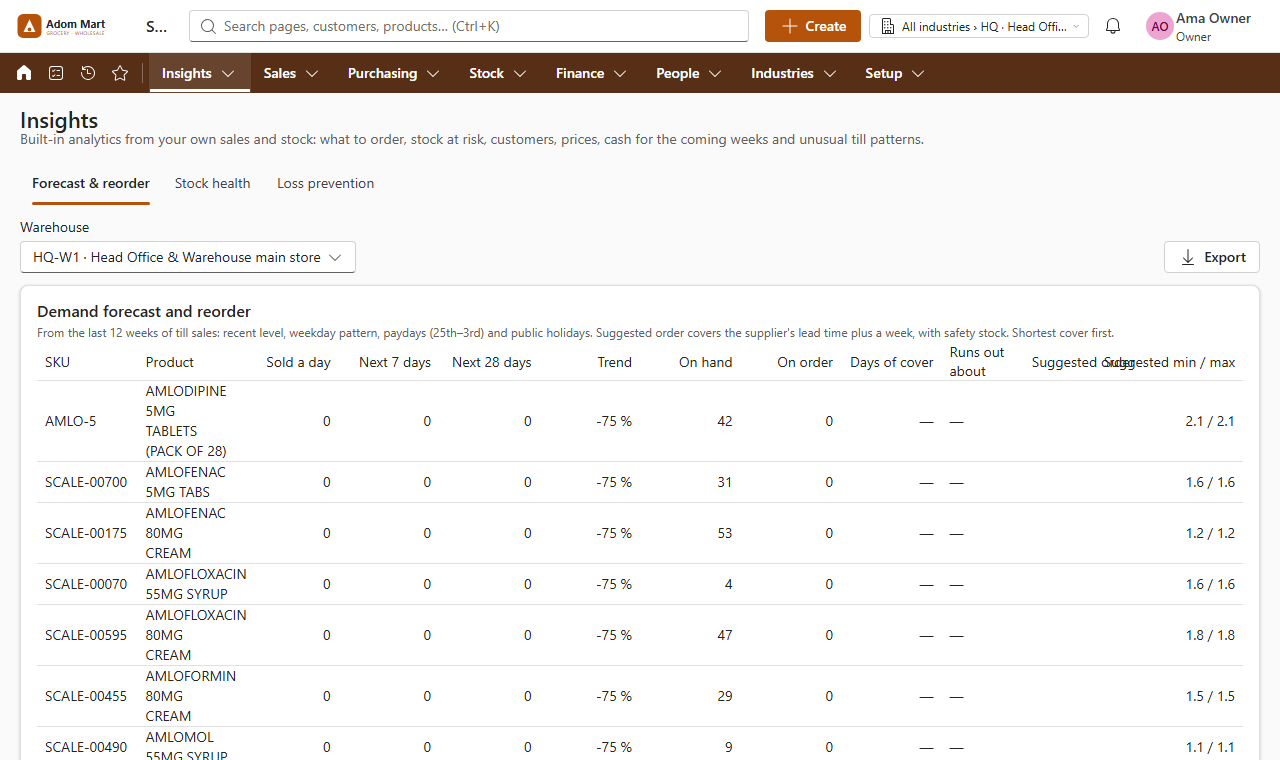 Adom Mart
GROCERY · WHOLESALE
S...
Search pages, customers, products... (Ctrl+K)
Create
All industries › HQ · Head Offi...
AO
Ama Owner
Owner
Insights
Sales
Purchasing
Stock
Finance
People
Industries
Setup
Insights
Built-in analytics from your own sales and stock: what to order, stock at risk, customers, prices, cash for the coming weeks and unusual till patterns.
Forecast & reorder
Stock health
Loss prevention
Warehouse
HQ-W1 · Head Office & Warehouse main store
Export
Demand forecast and reorder
From the last 12 weeks of till sales: recent level, weekday pattern, paydays (25th–3rd) and public holidays. Suggested order covers the supplier's lead time plus a week, with safety stock. Shortest cover first.
SKU Product Sold a day Next 7 days Next 28 days Trend On hand On order Days of cover Runs out about Suggested order Suggested min / max
AMLO-5 AMLODIPINE 5MG TABLETS (PACK OF 28) 0 0 0 -75 % 42 0 — — 2.1 / 2.1
SCALE-00700 AMLOFENAC 5MG TABS 0 0 0 -75 % 31 0 — — 1.6 / 1.6
SCALE-00175 AMLOFENAC 80MG CREAM 0 0 0 -75 % 53 0 — — 1.2 / 1.2
SCALE-00070 AMLOFLOXACIN 55MG SYRUP 0 0 0 -75 % 4 0 — — 1.6 / 1.6
SCALE-00595 AMLOFLOXACIN 80MG CREAM 0 0 0 -75 % 47 0 — — 1.8 / 1.8
SCALE-00455 AMLOFORMIN 80MG CREAM 0 0 0 -75 % 29 0 — — 1.5 / 1.5
SCALE-00490 AMLOMOL 55MG SYRUP 0 0 0 -75 % 9 0 — — 1.1 / 1.1